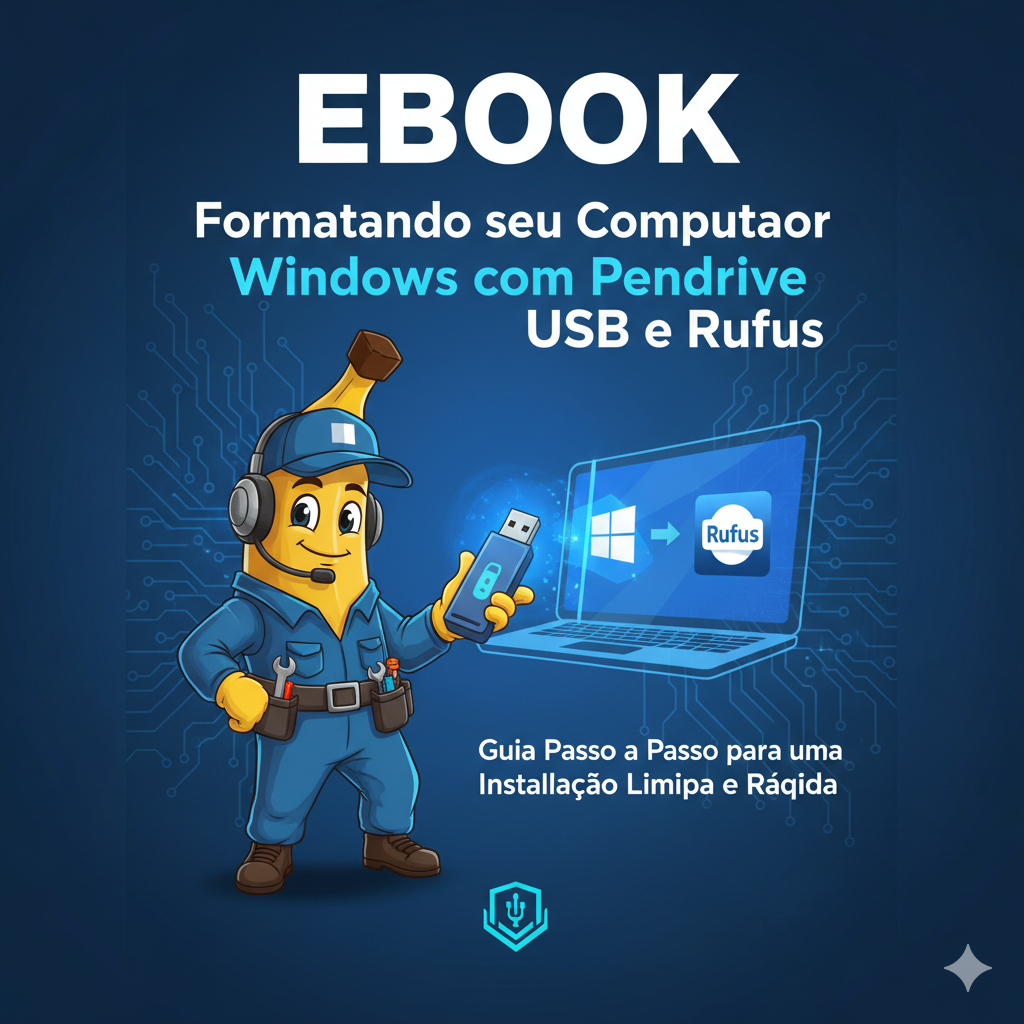 EBOOK
Formatando seu Computaor
Windows com Pendrive
USB e Rufus
Rufus
Guia Passo a Passo para uma
Installação Limipa e Ráqida